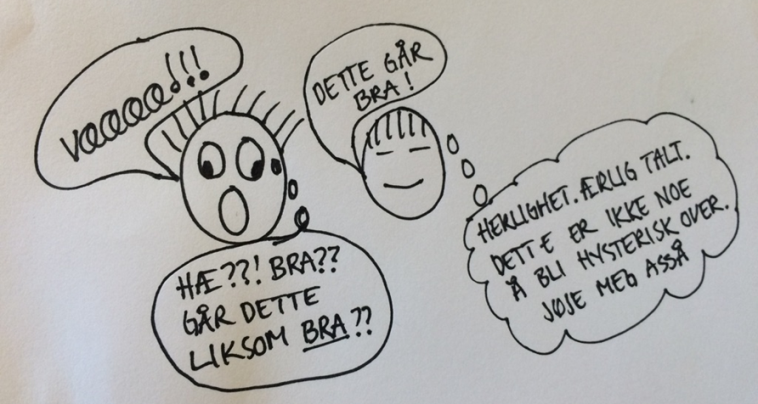 VOOOOO!!!
DETTE GÅR
BRA!
HÆ??! BRA??
GÅR DETTE
LIKSOM BRA??
HERLIGHET. ÆRLIG TALT.
DETTE ER IKKE NOE
Å BLI HYSTERISK OVER.
JØSE MEG ASSÅ